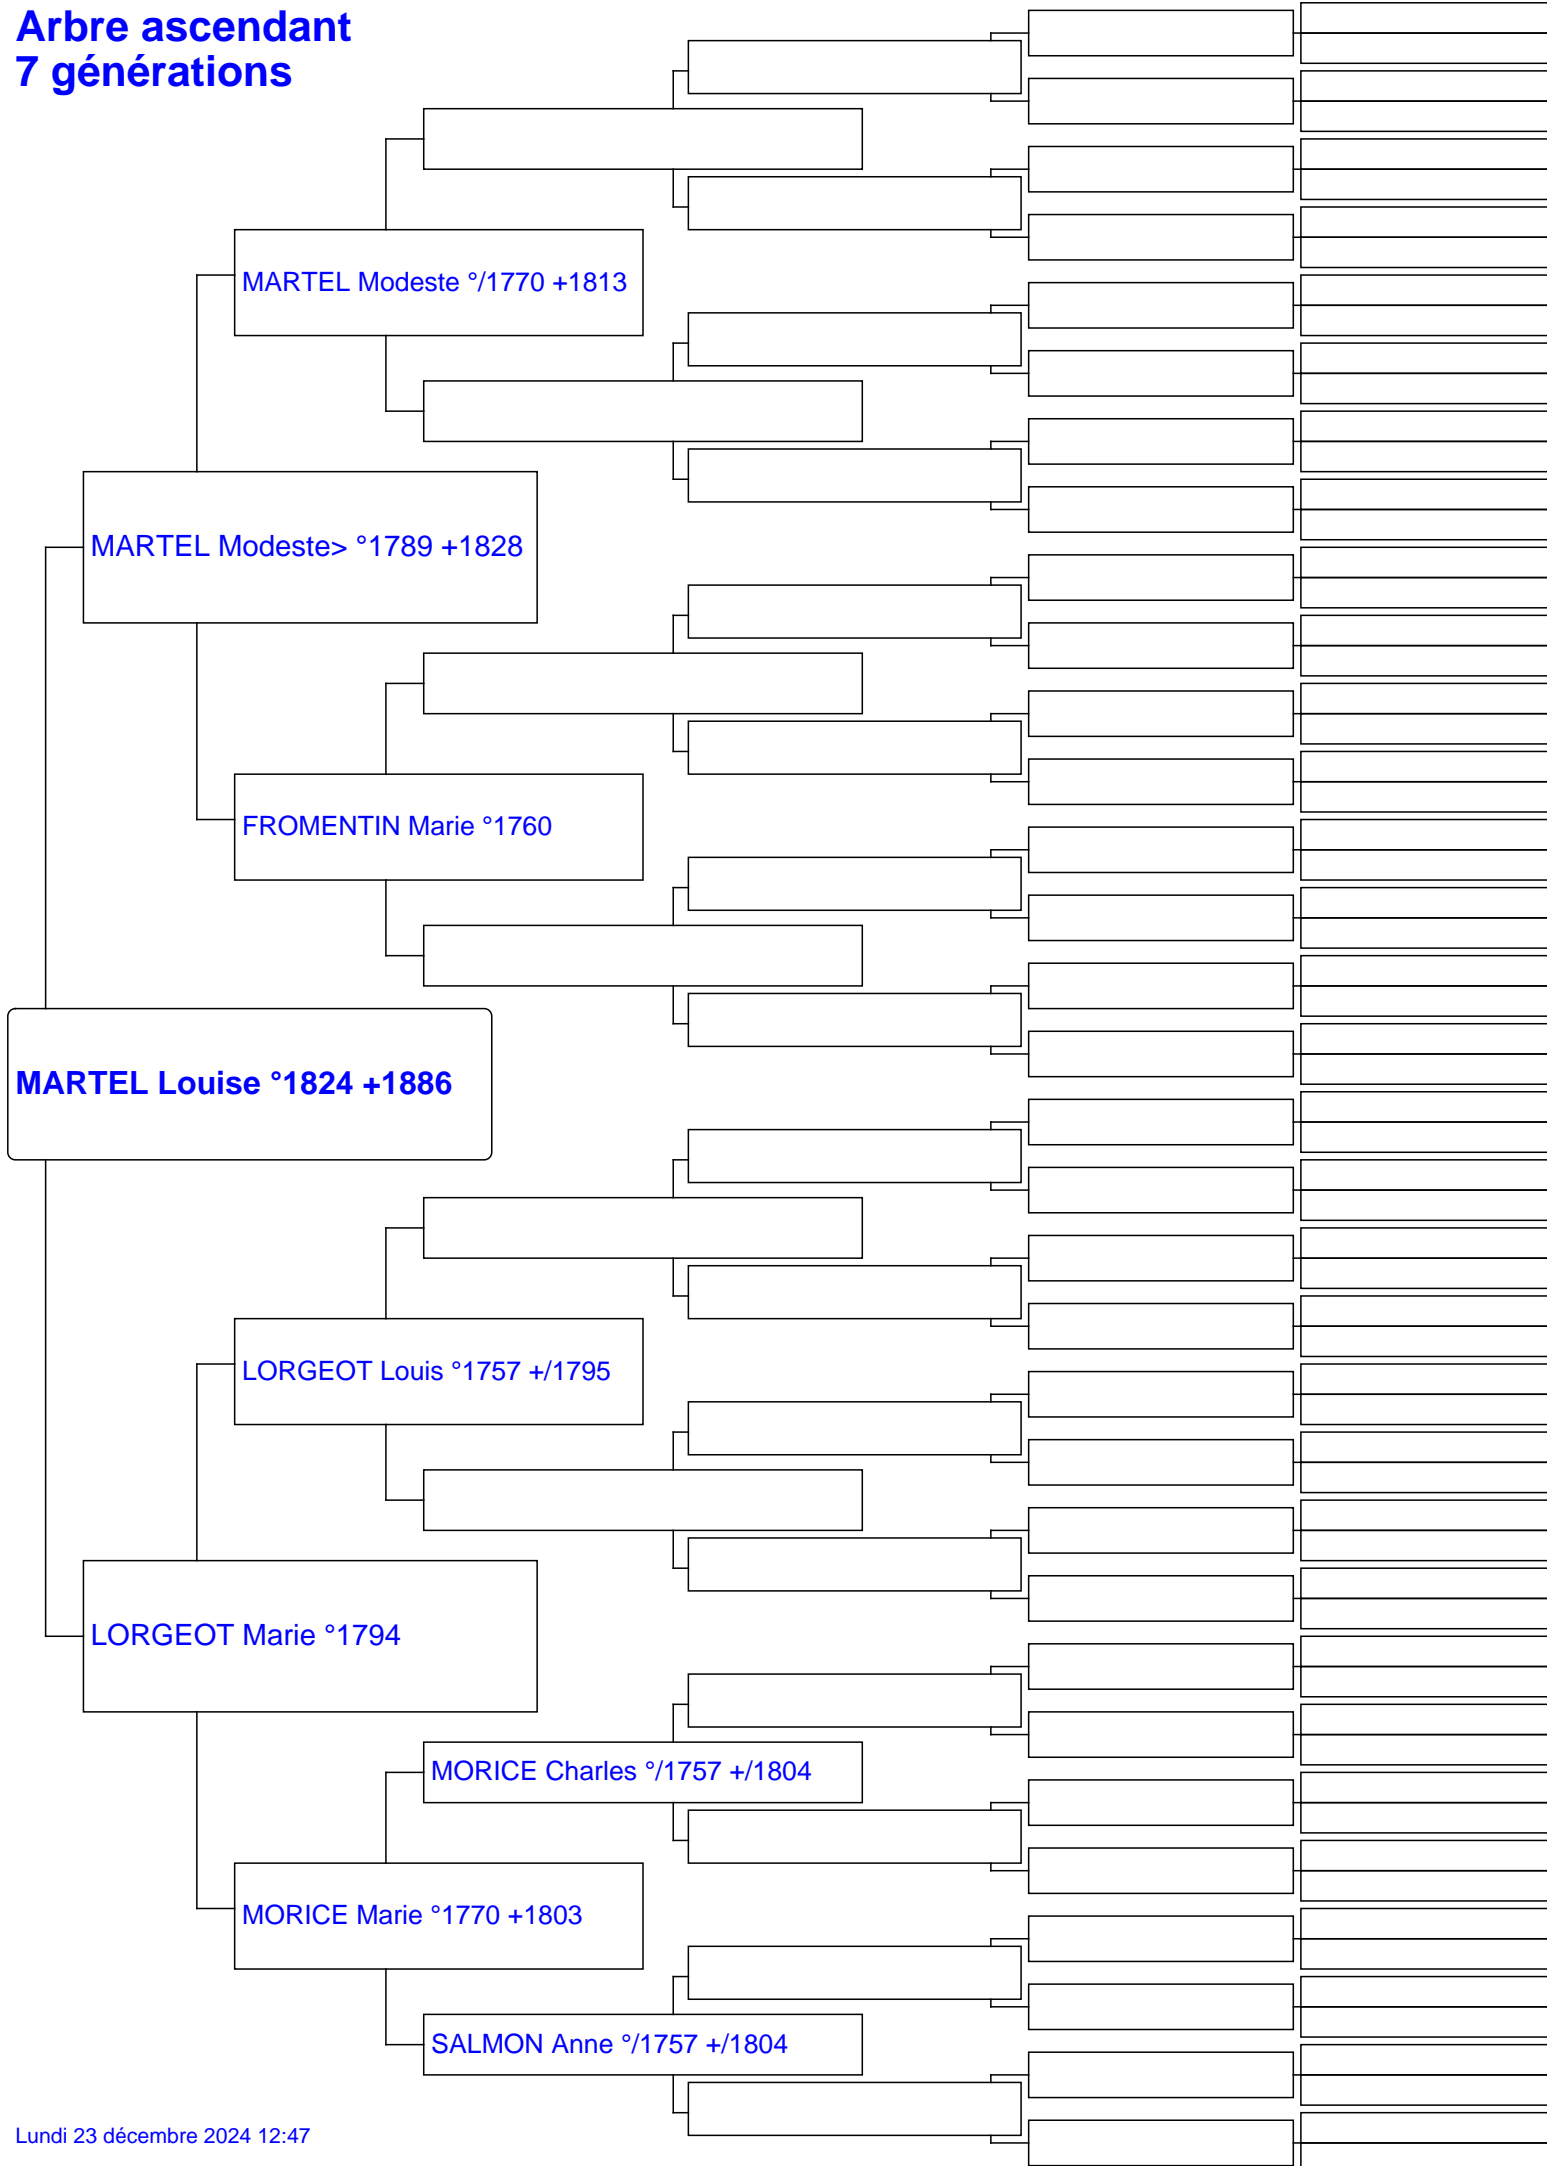 Arbre ascendant
7 générations
MARTEL Modeste °/1770 +1813
MARTEL Modeste> °1789 +1828
FROMENTIN Marie °1760
MARTEL Louise °1824 +1886
LORGEOT Louis °1757 +/1795
LORGEOT Marie °1794
MORICE Charles °/1757 +/1804
MORICE Marie °1770 +1803
SALMON Anne °/1757 +/1804
Lundi 23 décembre 2024 12:47